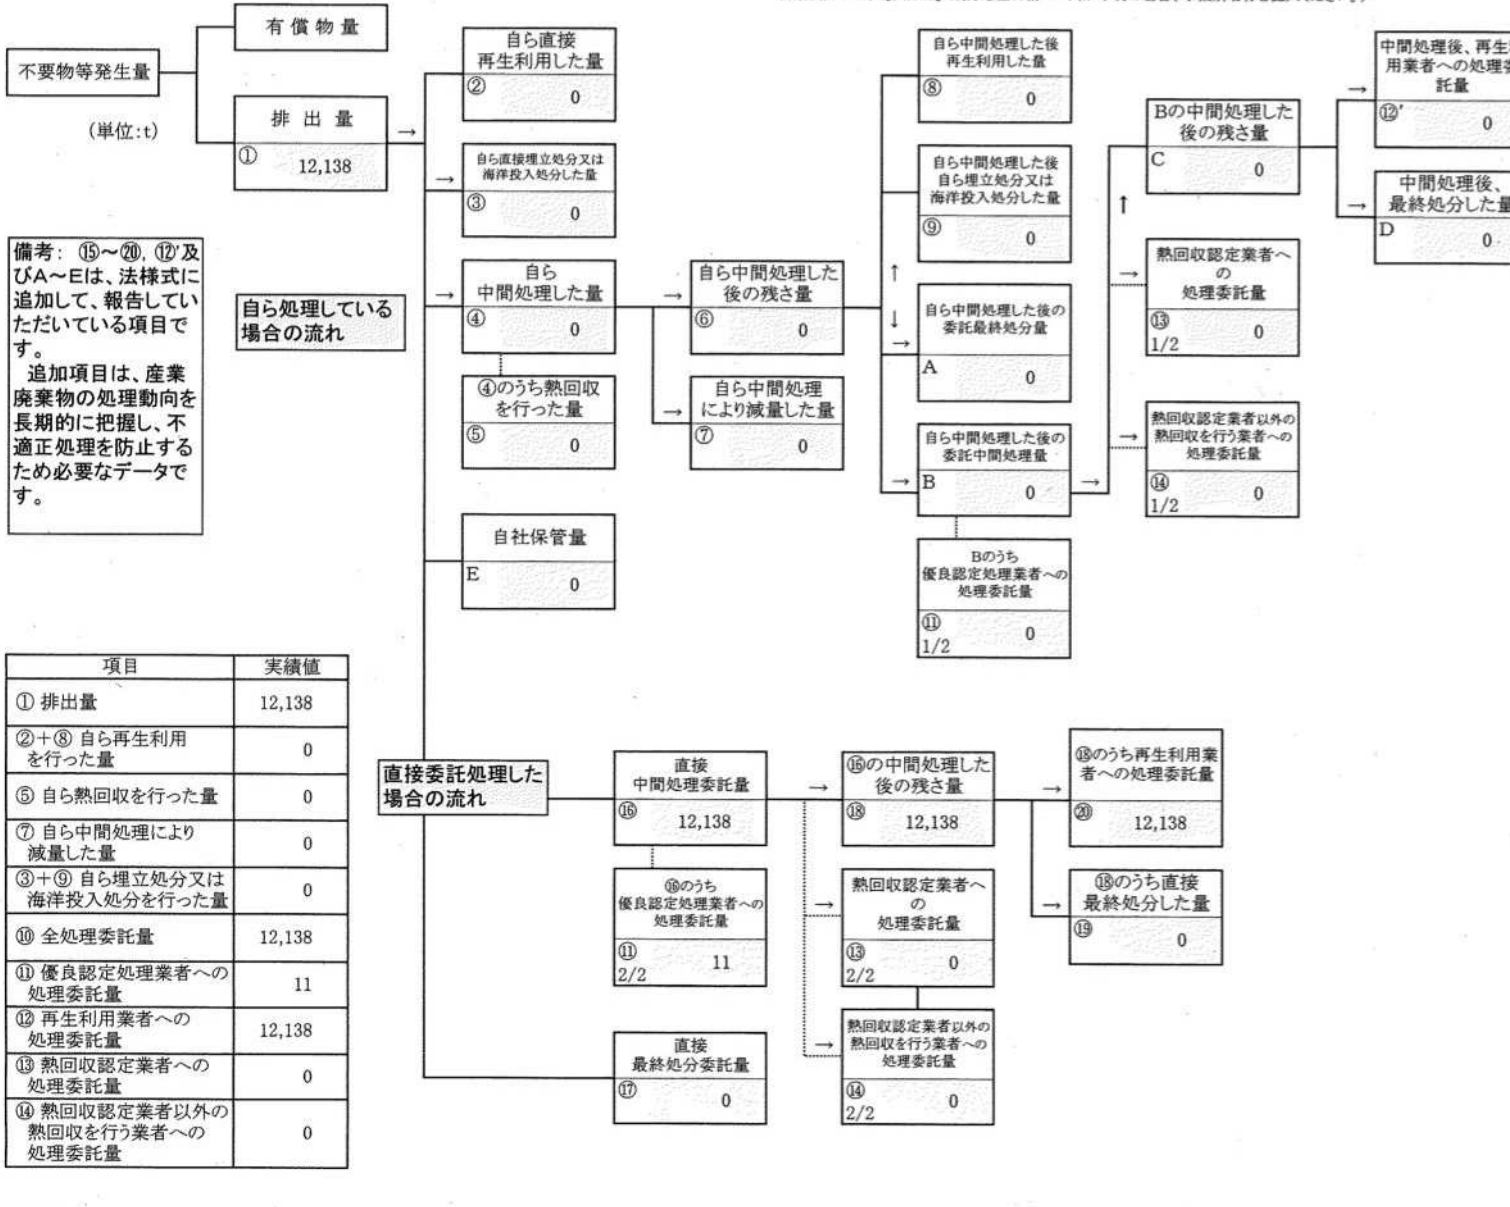 不要物等発生量
(単位:t)
有償物量
排出量
① 12,138
備考: ⑮~⑳, ⑫'及
びA~Eは、法様式に
追加して、報告してい
ただいている項目で
す。
追加項目は、産業
廃棄物の処理動向を
長期的に把握し、不
適正処理を防止する
ため必要なデータで
す。
自ら処理している
場合の流れ
自ら直接
再生利用した量
② 0
自ら直接埋立処分又は
海洋投入処分した量
③ 0
自ら
中間処理した量
④ 0
④のうち熱回収
を行った量
⑤ 0
自社保管量
E 0
自ら中間処理した
後の残さ量
⑥ 0
自ら中間処理
により減量した量
⑦ 0
自ら中間処理した後
再生利用した量
⑧ 0
自ら中間処理した後
自ら埋立処分又は
海洋投入処分した量
⑨ 0
自ら中間処理した後の
委託最終処分量
A 0
自ら中間処理した後の
委託中間処理量
B 0
Bのうち
優良認定処理業者への
処理委託量
⑪
1/2 0
Bの中間処理した
後の残さ量
C 0
熱回収認定業者へ
の
処理委託量
⑬
1/2 0
熱回収認定業者以外の
熱回収を行う業者への
処理委託量
⑭
1/2 0
中間処理後、再生
用業者への処理委
託量
⑫' 0
中間処理後、
最終処分した量
D 0
項目 実績値
① 排出量 12,138
②+⑧ 自ら再生利用
を行った量 0
⑤ 自ら熱回収を行った量 0
⑦ 自ら中間処理により
減量した量 0
③+⑨ 自ら埋立処分又は
海洋投入処分を行った量 0
⑩ 全処理委託量 12,138
⑪ 優良認定処理業者への
処理委託量 11
⑫ 再生利用業者への
処理委託量 12,138
⑬ 熱回収認定業者への
処理委託量 0
⑭ 熱回収認定業者以外の
熱回収を行う業者への
処理委託量 0
直接委託処理した
場合の流れ
直接
中間処理委託量
⑯ 12,138
⑯のうち
優良認定処理業者への
処理委託量
⑪
2/2 11
直接
最終処分委託量
⑰ 0
⑯の中間処理した
後の残さ量
⑱ 12,138
熱回収認定業者へ
の
処理委託量
⑬
2/2 0
熱回収認定業者以外の
熱回収を行う業者への
処理委託量
⑭
2/2 0
⑱のうち再生利用業
者への処理委託量
⑳ 12,138
⑱のうち直接
最終処分した量
⑲ 0